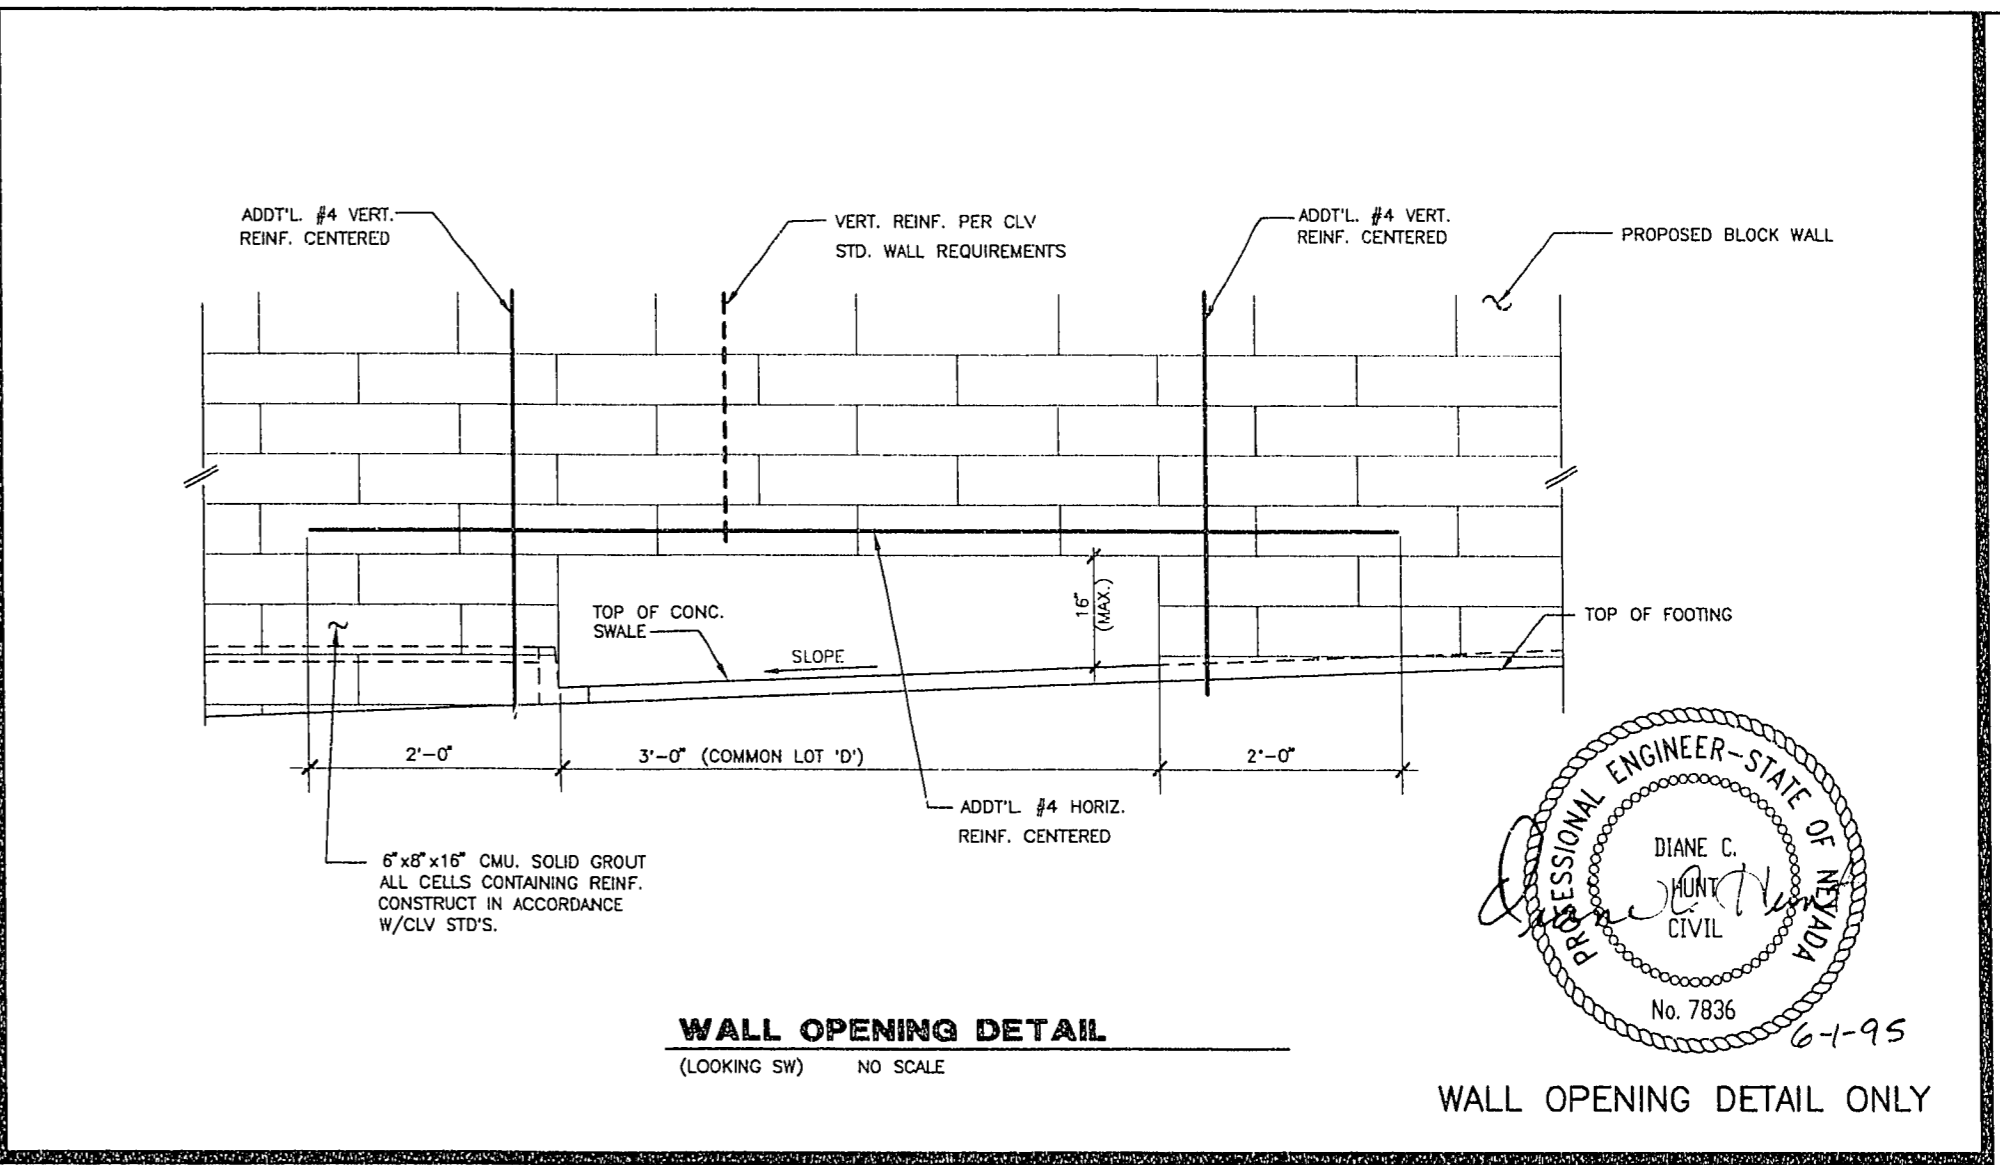 ADDT'L. #4 VERT.
REINF. CENTERED
VERT. REINF. PER CLV
STD. WALL REQUIREMENTS
ADDT'L. #4 VERT.
REINF. CENTERED
PROPOSED BLOCK WALL
TOP OF CONC.
SWALE
SLOPE
16"
(MAX.)
TOP OF FOOTING
2'-0"
3'-0" (COMMON LOT 'D')
2'-0"
ADDT'L #4 HORIZ.
REINF. CENTERED
6"x8"x16" CMU. SOLID GROUT
ALL CELLS CONTAINING REINF.
CONSTRUCT IN ACCORDANCE
W/CLV STD'S.
WALL OPENING DETAIL
(LOOKING SW) NO SCALE
PROFESSIONAL ENGINEER-STATE OF NEVADA
DIANE C.
HUNT
CIVIL
Diane C Hunt
No. 7836
6-1-95
WALL OPENING DETAIL ONLY